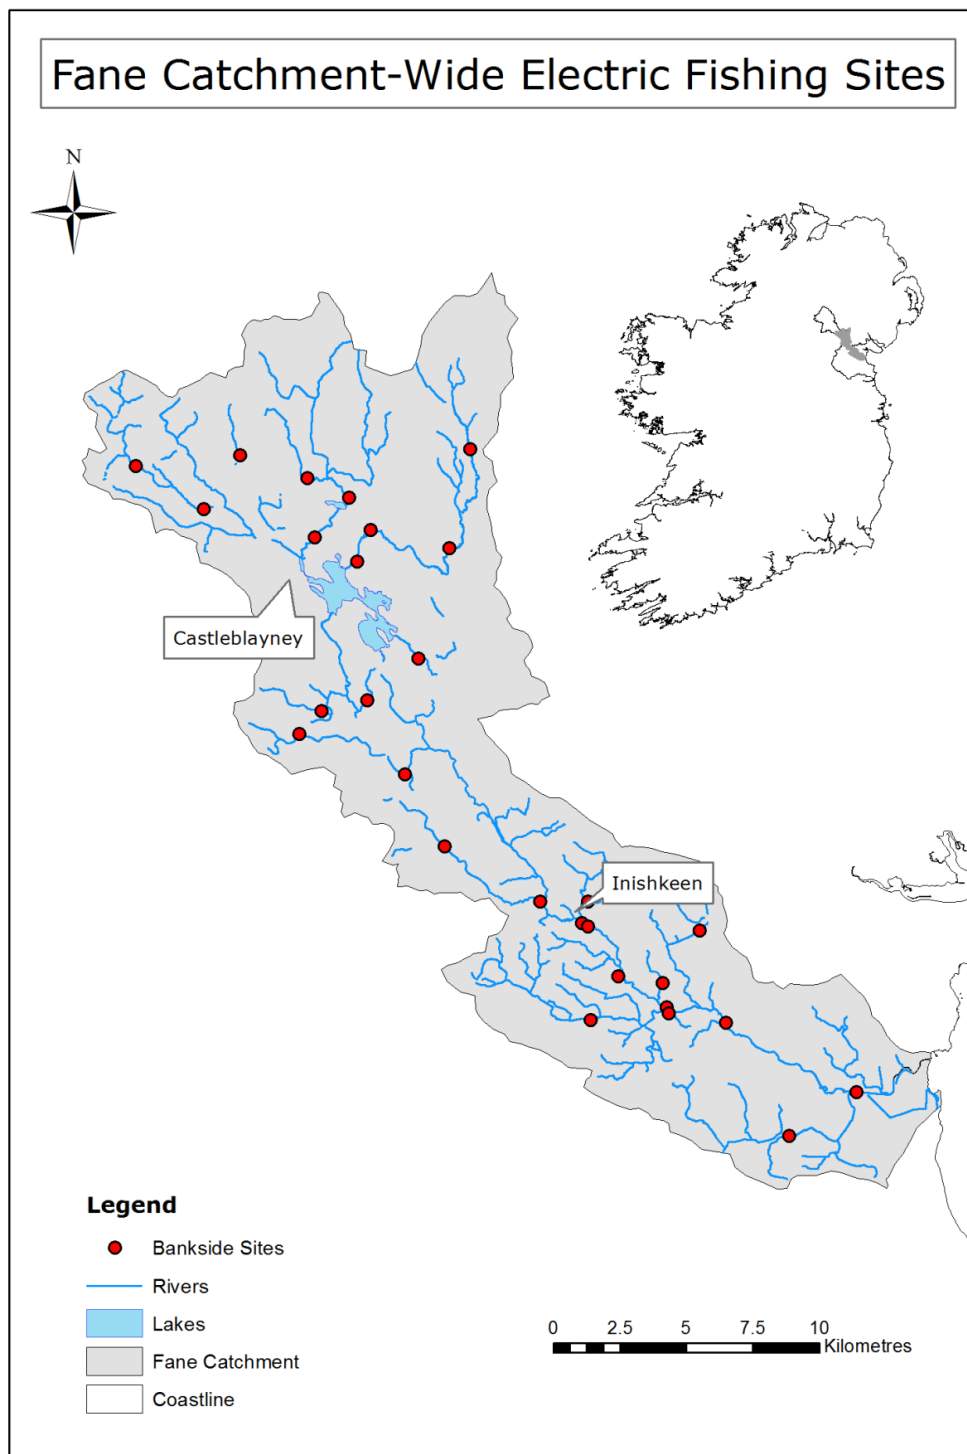 Fane Catchment-Wide Electric Fishing Sites
N
Castleblayney
Inishkeen
Legend
Bankside Sites
Rivers
Lakes
Fane Catchment
Coastline
0 2.5 5 7.5 10
Kilometres